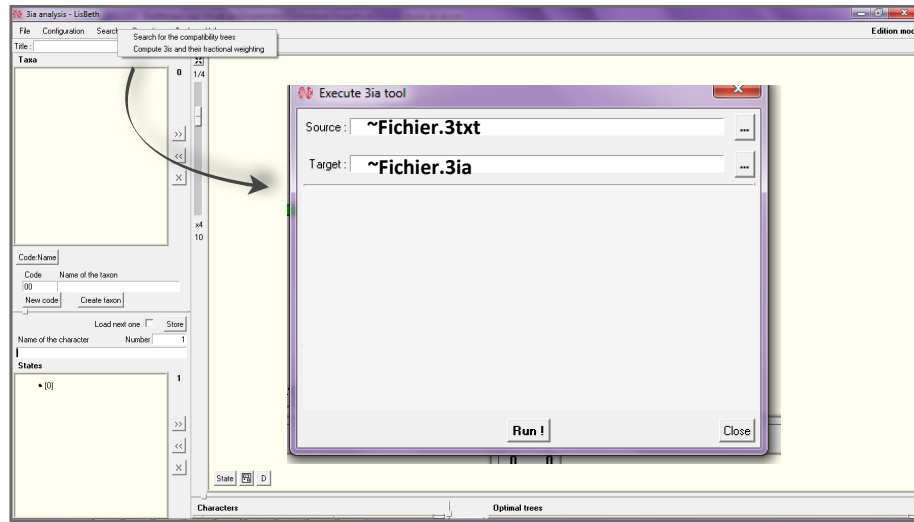 3ia analysis - LisBeth
File Configuration Search
Edition mod
Search for the compatibility trees
Compute 3is and their fractional weighting
Title :
Taxa
0
1/4
>>
<<
X
x4
10
Code:Name
Code Name of the taxon
00
New code Create taxon
Load next one Store
Name of the character Number 1
States
1
(0)
>>
<<
X
State D
Characters Optimal trees
Execute 3ia tool
Source : ~Fichier.3txt ...
Target : ~Fichier.3ia ...
Run ! Close